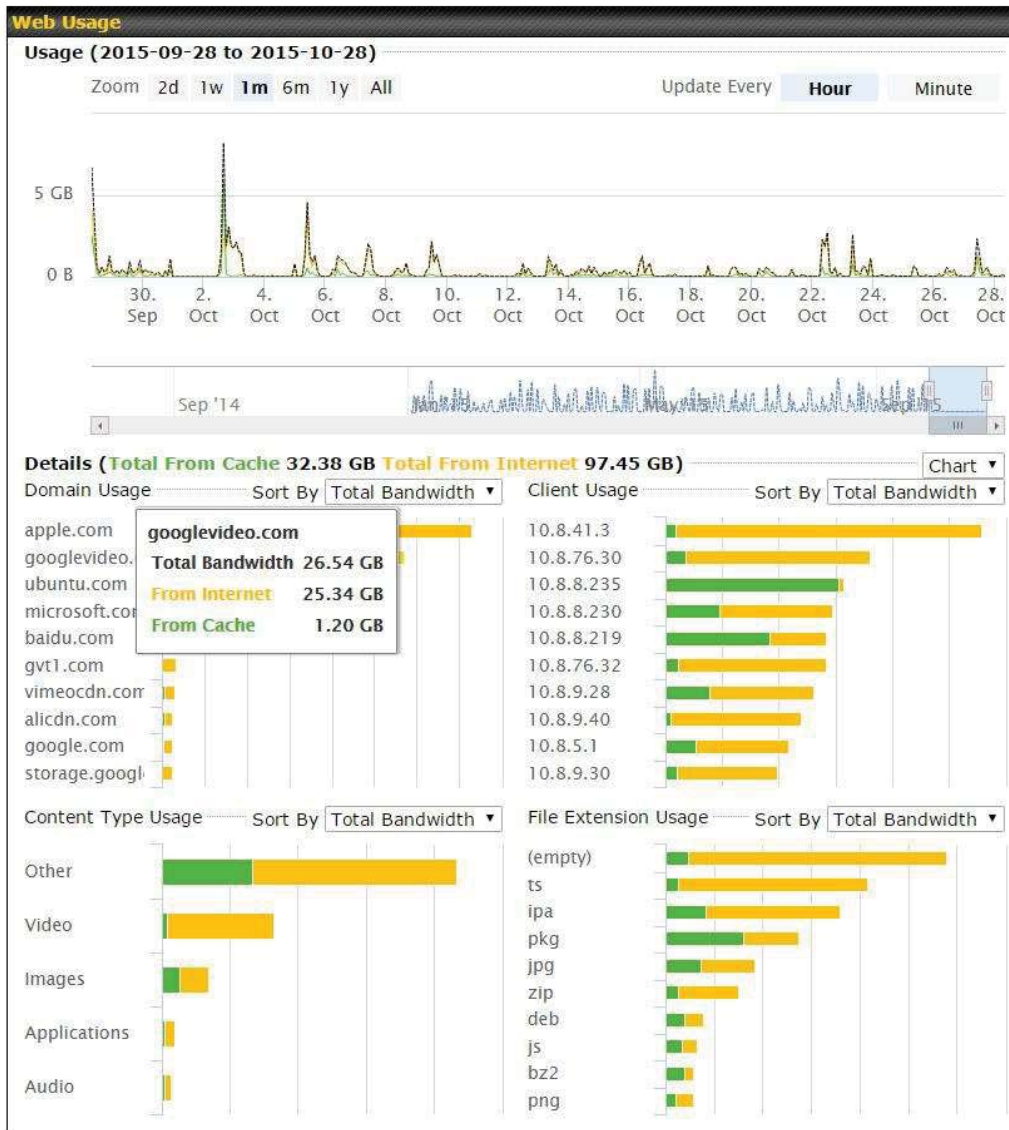 Web Usage
Usage (2015-09-28 to 2015-10-28)
Zoom 2d 1w 1m 6m 1y All Update Every Hour Minute
5 GB
0 B
30. 2. 4. 6. 8. 10. 12. 14. 16. 18. 20. 22. 24. 26. 28.
Sep Oct Oct Oct Oct Oct Oct Oct Oct Oct Oct Oct Oct Oct Oct
Sep '14
Details (Total From Cache 32.38 GB Total From Internet 97.45 GB) Chart
Domain Usage Sort By Total Bandwidth
apple.com
googlevideo.
ubuntu.com
microsoft.com
baidu.com
gvt1.com
vimeocdn.com
alicdn.com
google.com
storage.googl
googlevideo.com
Total Bandwidth 26.54 GB
From Internet 25.34 GB
From Cache 1.20 GB
Client Usage Sort By Total Bandwidth
10.8.41.3
10.8.76.30
10.8.8.235
10.8.8.230
10.8.8.219
10.8.76.32
10.8.9.28
10.8.9.40
10.8.5.1
10.8.9.30
Content Type Usage Sort By Total Bandwidth
Other
Video
Images
Applications
Audio
File Extension Usage Sort By Total Bandwidth
(empty)
ts
ipa
pkg
jpg
zip
deb
js
bz2
png